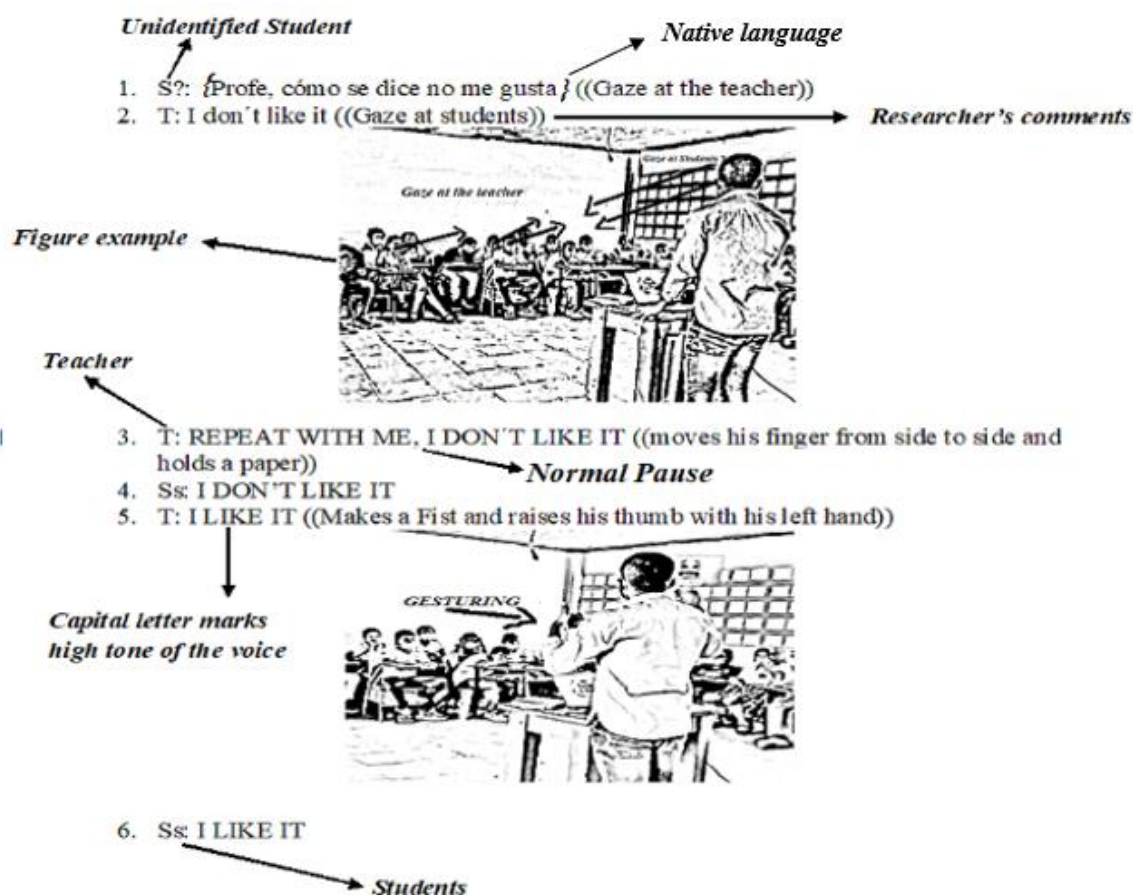 Unidentified Student
Native language
1. S?: {Profe, cómo se dice no me gusta} ((Gaze at the teacher))
2. T: I don´t like it ((Gaze at students))
Researcher's comments
Gaze at Students
Gaze at the teacher
Figure example
Teacher
3. T: REPEAT WITH ME, I DON´T LIKE IT ((moves his finger from side to side and
holds a paper))
Normal Pause
4. Ss: I DON'T LIKE IT
5. T: I LIKE IT ((Makes a Fist and raises his thumb with his left hand))
GESTURING
Capital letter marks
high tone of the voice
6. Ss: I LIKE IT
Students